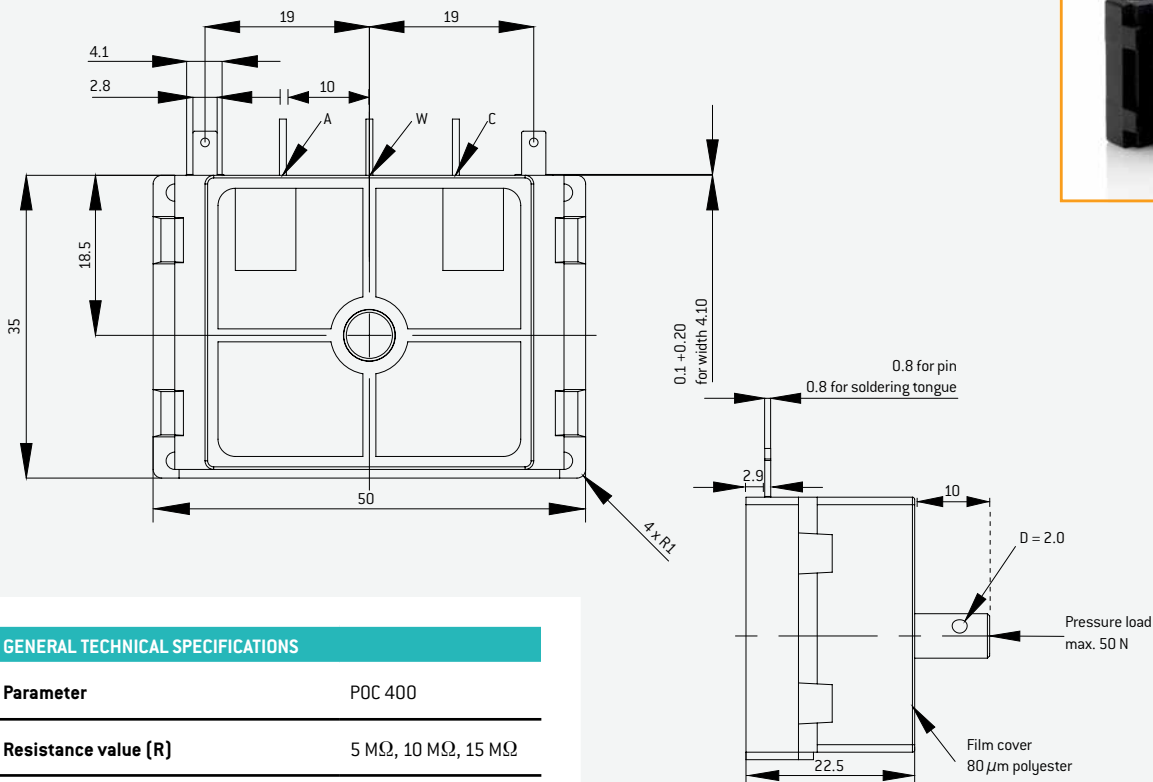 19
19
4.1
2.8
10
A
W
C
35
18.5
0.1 +0.20
for width 4.10
50
4 x R1
0.8 for pin
0.8 for soldering tongue
2.9
10
D = 2.0
Pressure load
max. 50 N
Film cover
80 μm polyester
22.5
GENERAL TECHNICAL SPECIFICATIONS
Parameter POC 400
Resistance value (R) 5 MΩ, 10 MΩ, 15 MΩ